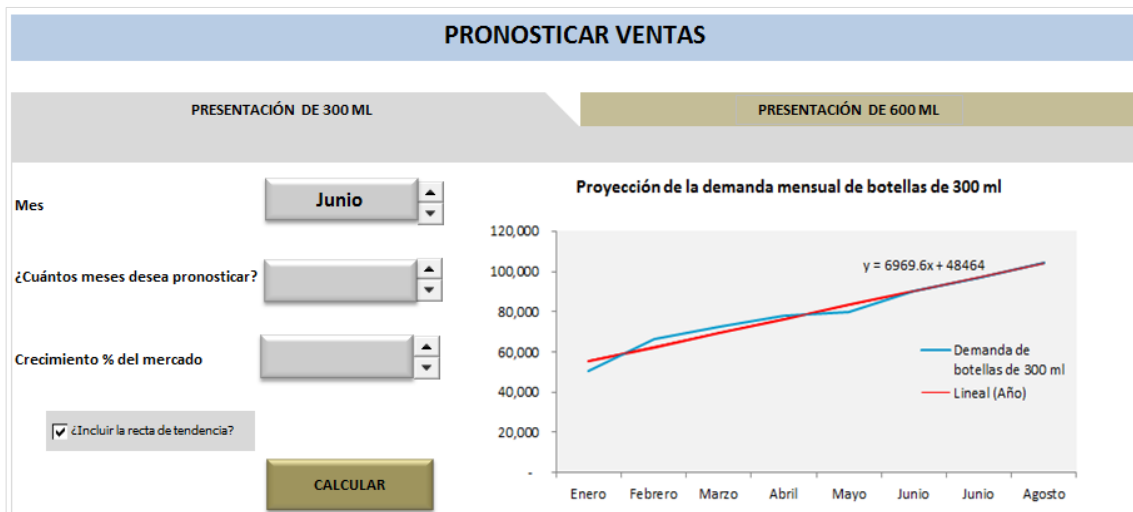 PRONOSTICAR VENTAS
PRESENTACIÓN DE 300 ML
PRESENTACIÓN DE 600 ML
Mes
Junio
¿Cuántos meses desea pronosticar?
Crecimiento % del mercado
¿Incluir la recta de tendencia?
CALCULAR
Proyección de la demanda mensual de botellas de 300 ml
120,000
100,000
80,000
60,000
40,000
20,000
-
y = 6969.6x + 48464
Demanda de
botellas de 300 ml
Lineal (Año)
Enero Febrero Marzo Abril Mayo Junio Junio Agosto